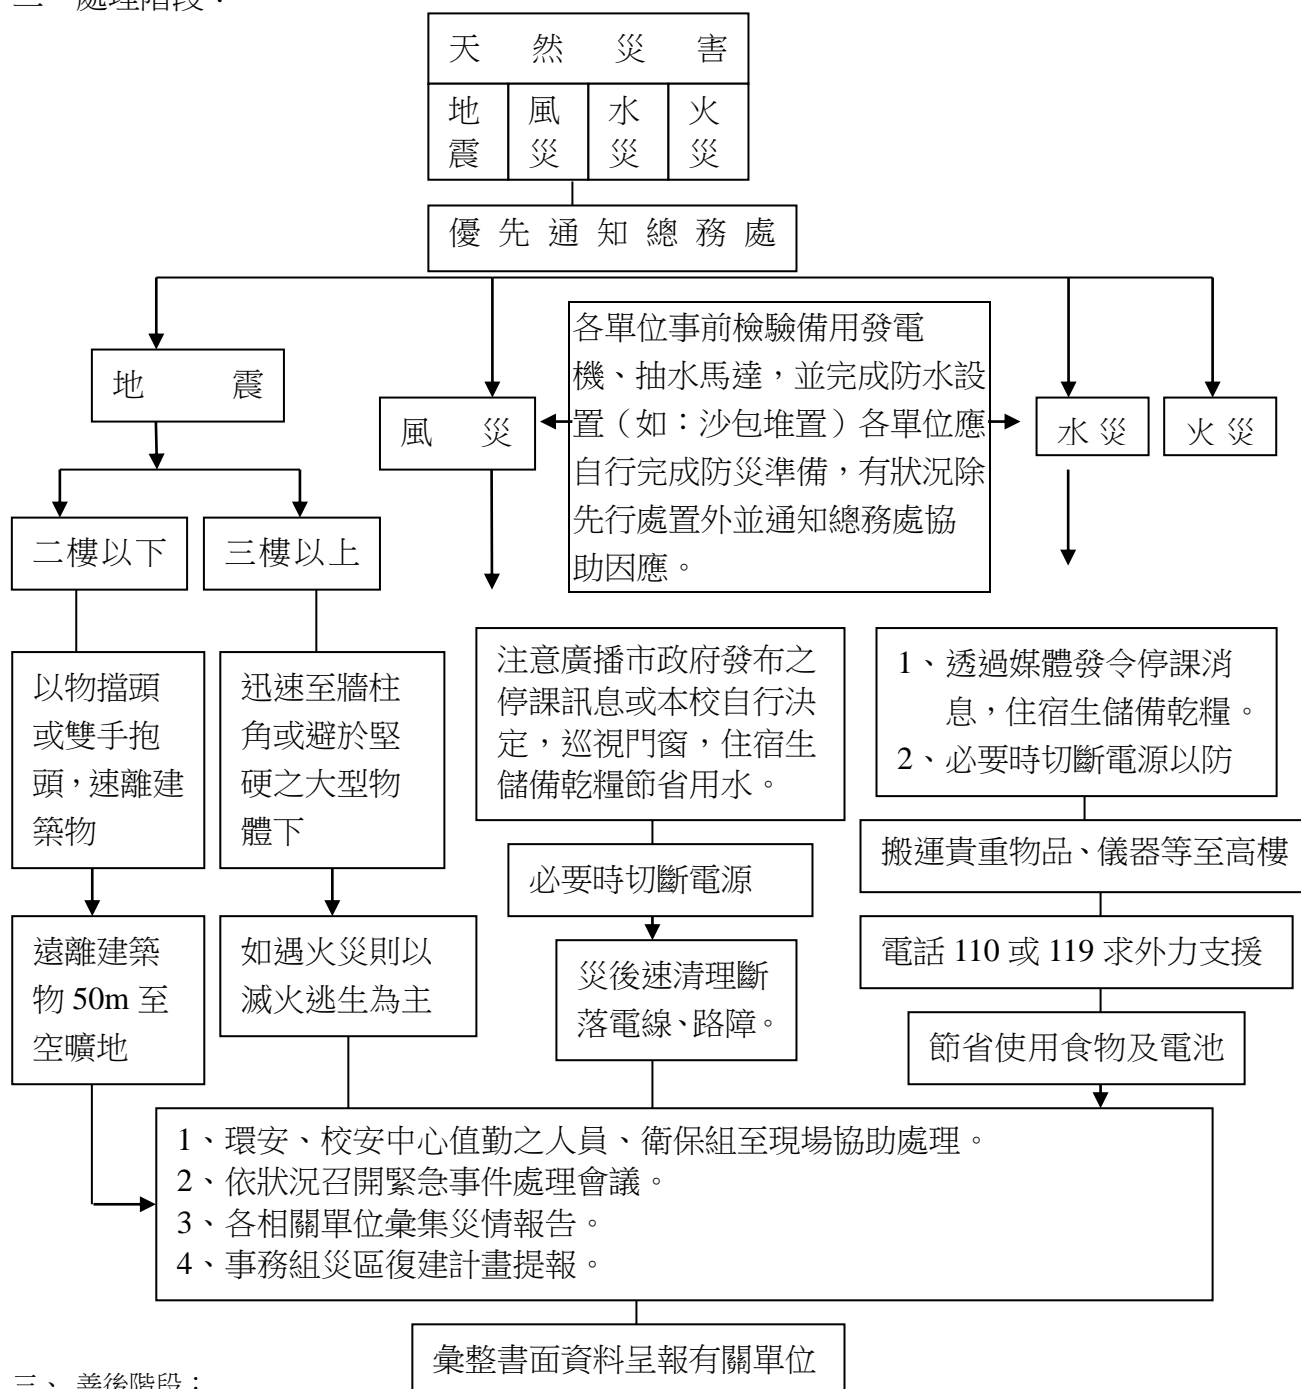 處理階段：
天然災害
地震
風災
水災
火災
優先通知總務處
地震
風災
各單位事前檢驗備用發電
機、抽水馬達，並完成防水設
置（如：沙包堆置）各單位應
自行完成防災準備，有狀況除
先行處置外並通知總務處協
助因應。
水災
火災
二樓以下
三樓以上
以物擋頭
或雙手抱
頭，速離建
築物
迅速至牆柱
角或避於堅
硬之大型物
體下
注意廣播市政府發布之
停課訊息或本校自行決
定，巡視門窗，住宿生
儲備乾糧節省用水。
1、透過媒體發令停課消
息，住宿生儲備乾糧。
2、必要時切斷電源以防
搬運貴重物品、儀器等至高樓
必要時切斷電源
遠離建築
物 50m 至
空曠地
如遇火災則以
滅火逃生為主
災後速清理斷
落電線、路障。
電話 110 或 119 求外力支援
節省使用食物及電池
1、環安、校安中心值勤之人員、衛保組至現場協助處理。
2、依狀況召開緊急事件處理會議。
3、各相關單位彙集災情報告。
4、事務組災區復建計畫提報。
彙整書面資料呈報有關單位
三、善後階段：